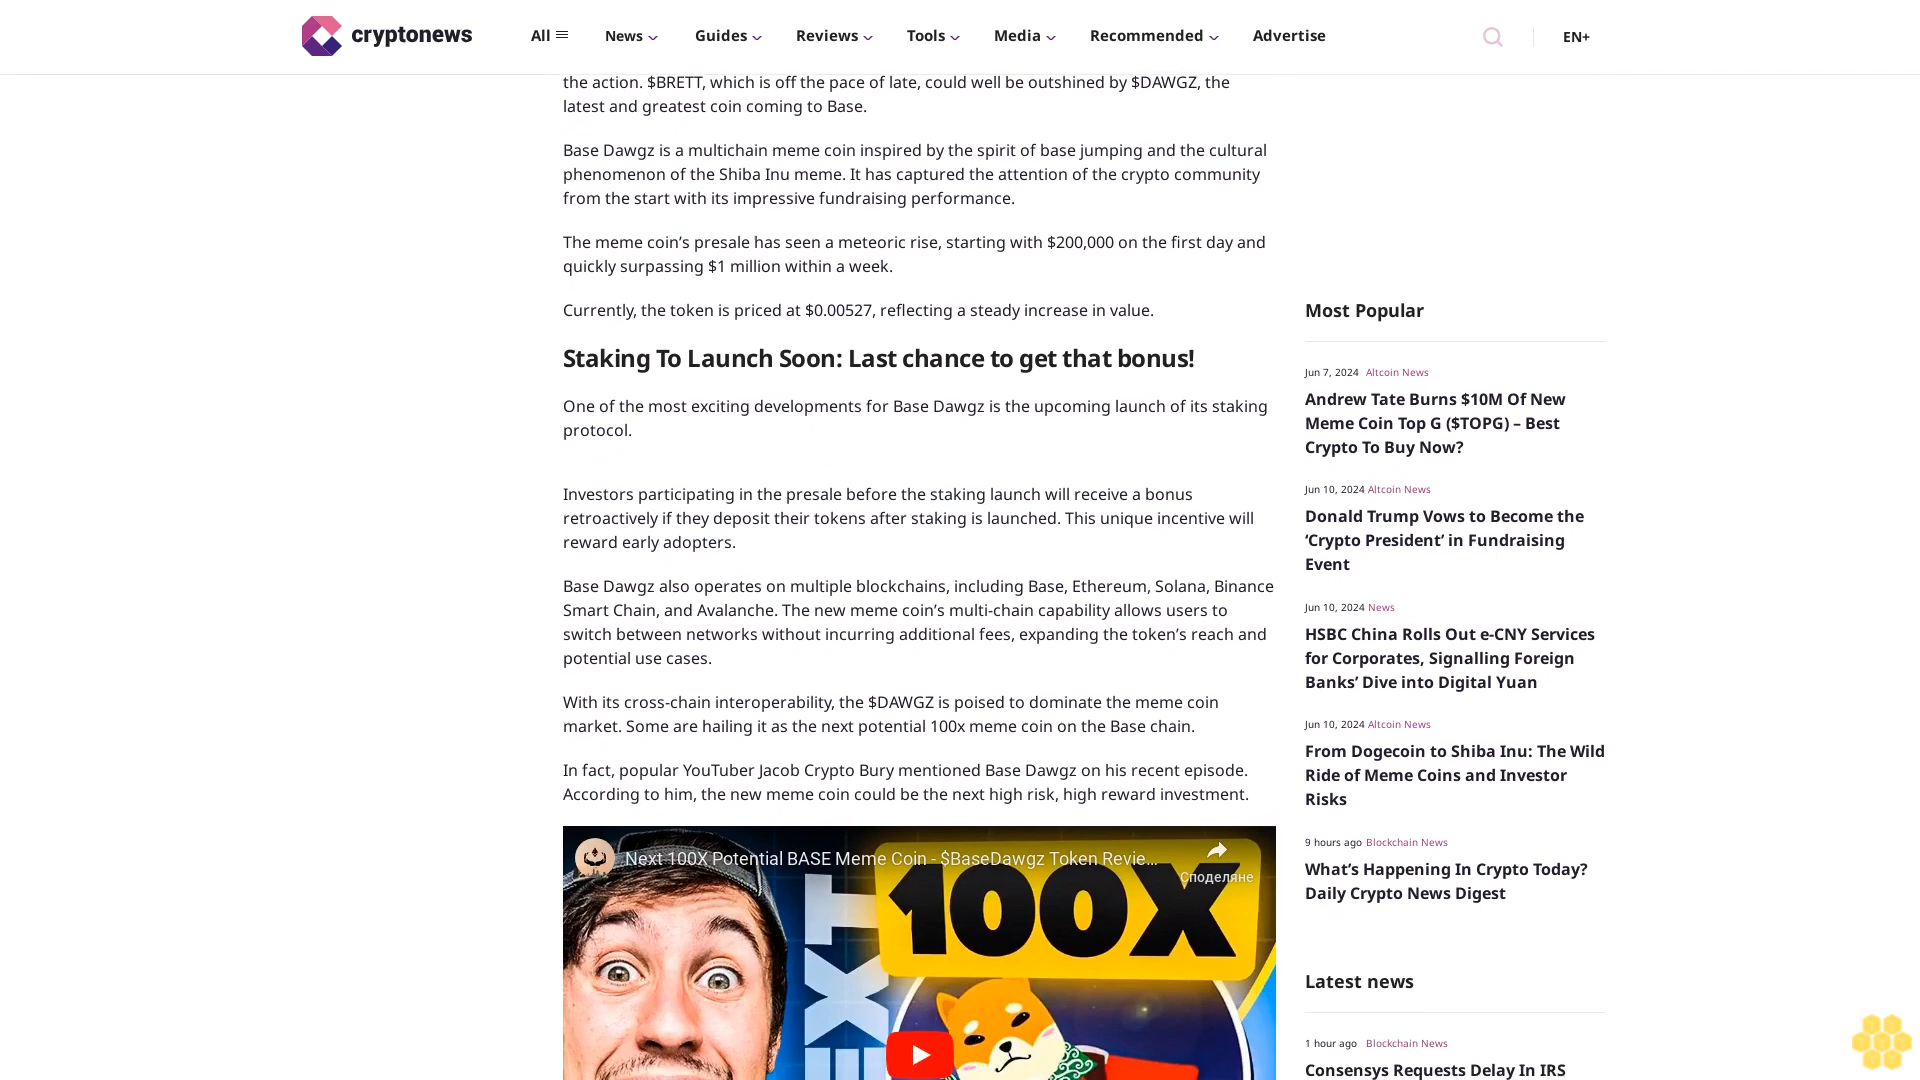 cryptonews
All
News
Guides
Reviews
Tools
Media
Recommended
Advertise
EN+
the action. $BRETT, which is off the pace of late, could well be outshined by $DAWGZ, the
latest and greatest coin coming to Base.
Base Dawgz is a multichain meme coin inspired by the spirit of base jumping and the cultural
phenomenon of the Shiba Inu meme. It has captured the attention of the crypto community
from the start with its impressive fundraising performance.
The meme coin’s presale has seen a meteoric rise, starting with $200,000 on the first day and
quickly surpassing $1 million within a week.
Currently, the token is priced at $0.00527, reflecting a steady increase in value.
Staking To Launch Soon: Last chance to get that bonus!
One of the most exciting developments for Base Dawgz is the upcoming launch of its staking
protocol.
Investors participating in the presale before the staking launch will receive a bonus
retroactively if they deposit their tokens after staking is launched. This unique incentive will
reward early adopters.
Base Dawgz also operates on multiple blockchains, including Base, Ethereum, Solana, Binance
Smart Chain, and Avalanche. The new meme coin’s multi-chain capability allows users to
switch between networks without incurring additional fees, expanding the token’s reach and
potential use cases.
With its cross-chain interoperability, the $DAWGZ is poised to dominate the meme coin
market. Some are hailing it as the next potential 100x meme coin on the Base chain.
In fact, popular YouTuber Jacob Crypto Bury mentioned Base Dawgz on his recent episode.
According to him, the new meme coin could be the next high risk, high reward investment.
Next 100X Potential BASE Meme Coin - $BaseDawgz Token Revie...
Споделяне
100X
Most Popular
Jun 7, 2024 Altcoin News
Andrew Tate Burns $10M Of New
Meme Coin Top G ($TOPG) – Best
Crypto To Buy Now?
Jun 10, 2024 Altcoin News
Donald Trump Vows to Become the
‘Crypto President’ in Fundraising
Event
Jun 10, 2024 News
HSBC China Rolls Out e-CNY Services
for Corporates, Signalling Foreign
Banks’ Dive into Digital Yuan
Jun 10, 2024 Altcoin News
From Dogecoin to Shiba Inu: The Wild
Ride of Meme Coins and Investor
Risks
9 hours ago Blockchain News
What’s Happening In Crypto Today?
Daily Crypto News Digest
Latest news
1 hour ago Blockchain News
Consensys Requests Delay In IRS